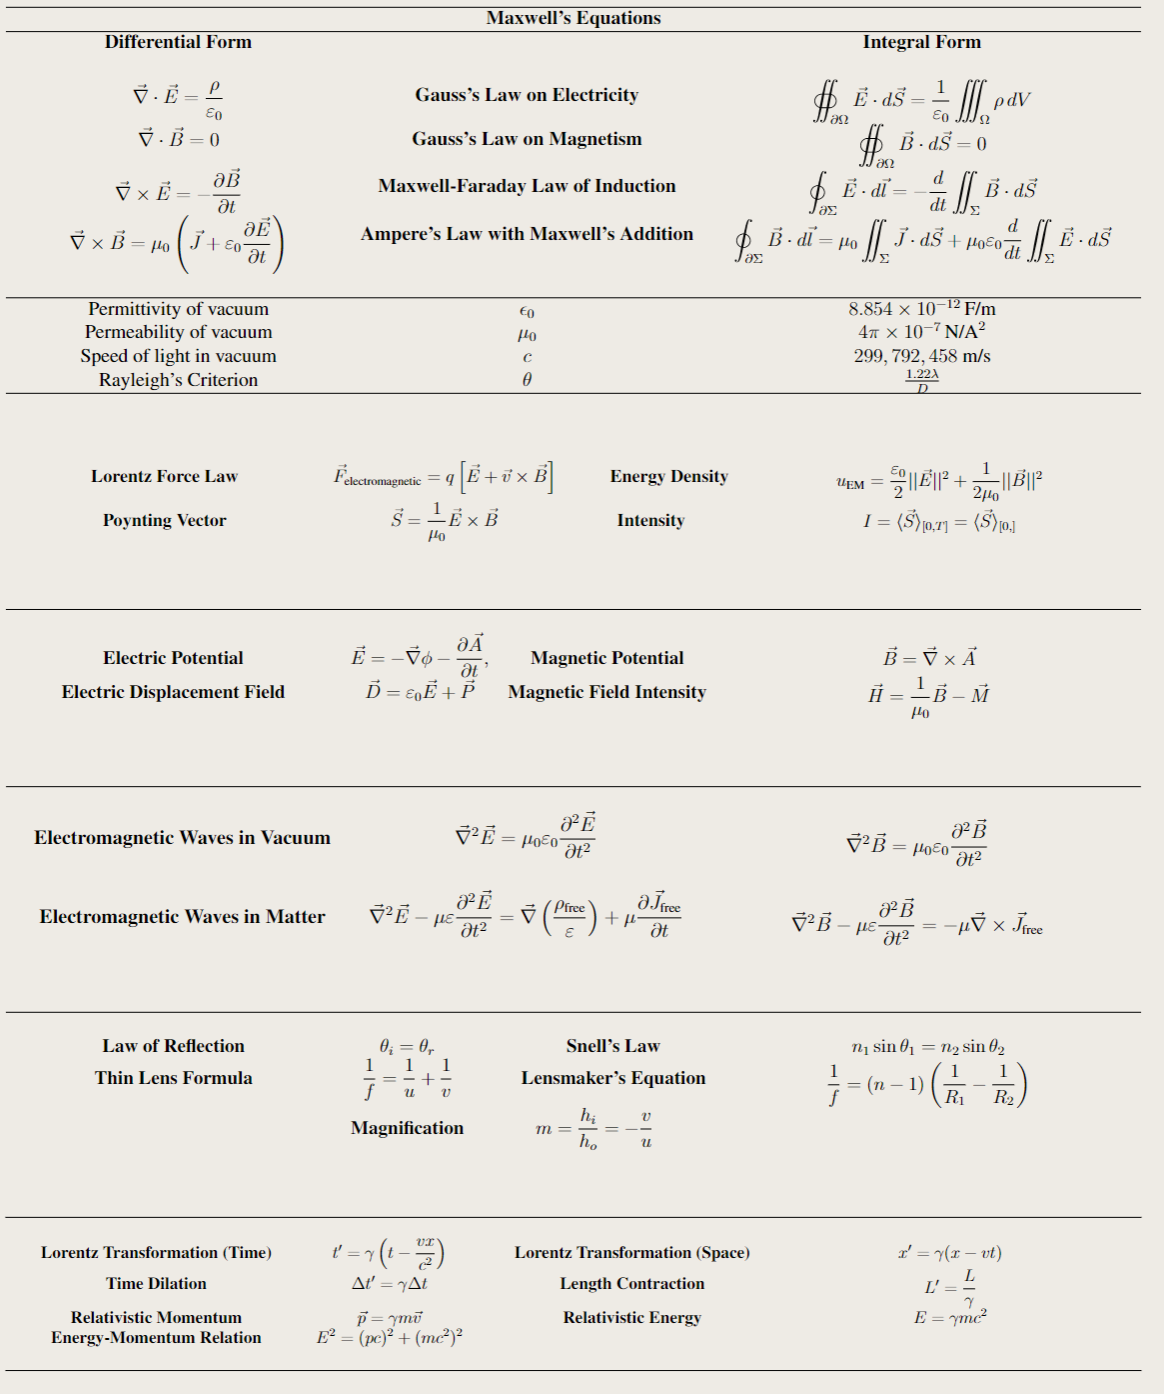 Maxwell's Equations
Differential Form Integral Form
$\vec{\nabla} \cdot \vec{E} = \frac{\rho}{\varepsilon_0}$ Gauss's Law on Electricity $\oiint_{\partial\Omega} \vec{E} \cdot d\vec{S} = \frac{1}{\varepsilon_0} \iiint_{\Omega} \rho \, dV$
$\vec{\nabla} \cdot \vec{B} = 0$ Gauss's Law on Magnetism $\oiint_{\partial\Omega} \vec{B} \cdot d\vec{S} = 0$
$\vec{\nabla} \times \vec{E} = -\frac{\partial \vec{B}}{\partial t}$ Maxwell-Faraday Law of Induction $\oint_{\partial\Sigma} \vec{E} \cdot d\vec{l} = -\frac{d}{dt} \iint_{\Sigma} \vec{B} \cdot d\vec{S}$
$\vec{\nabla} \times \vec{B} = \mu_0 \left( \vec{J} + \varepsilon_0 \frac{\partial \vec{E}}{\partial t} \right)$ Ampere's Law with Maxwell's Addition $\oint_{\partial\Sigma} \vec{B} \cdot d\vec{l} = \mu_0 \iint_{\Sigma} \vec{J} \cdot d\vec{S} + \mu_0 \varepsilon_0 \frac{d}{dt} \iint_{\Sigma} \vec{E} \cdot d\vec{S}$
Permittivity of vacuum $\epsilon_0$ $8.854 \times 10^{-12}$ F/m
Permeability of vacuum $\mu_0$ $4\pi \times 10^{-7}$ N/A$^2$
Speed of light in vacuum $c$ 299,792,458 m/s
Rayleigh's Criterion $\theta$ $\frac{1.22\lambda}{D}$
Lorentz Force Law $\vec{F}_{\text{electromagnetic}} = q \left[ \vec{E} + \vec{v} \times \vec{B} \right]$ Energy Density $u_{\text{EM}} = \frac{\varepsilon_0}{2} ||\vec{E}||^2 + \frac{1}{2\mu_0} ||\vec{B}||^2$
Poynting Vector $\vec{S} = \frac{1}{\mu_0} \vec{E} \times \vec{B}$ Intensity $I = \langle \vec{S} \rangle_{[0,T]} = \langle \vec{S} \rangle_{[0,]}$
Electric Potential $\vec{E} = -\vec{\nabla}\phi - \frac{\partial \vec{A}}{\partial t},$ Magnetic Potential $\vec{B} = \vec{\nabla} \times \vec{A}$
Electric Displacement Field $\vec{D} = \varepsilon_0 \vec{E} + \vec{P}$ Magnetic Field Intensity $\vec{H} = \frac{1}{\mu_0} \vec{B} - \vec{M}$
Electromagnetic Waves in Vacuum $\vec{\nabla}^2 \vec{E} = \mu_0 \varepsilon_0 \frac{\partial^2 \vec{E}}{\partial t^2}$ $\vec{\nabla}^2 \vec{B} = \mu_0 \varepsilon_0 \frac{\partial^2 \vec{B}}{\partial t^2}$
Electromagnetic Waves in Matter $\vec{\nabla}^2 \vec{E} - \mu\varepsilon \frac{\partial^2 \vec{E}}{\partial t^2} = \vec{\nabla} \left( \frac{\rho_{\text{free}}}{\varepsilon} \right) + \mu \frac{\partial \vec{J}_{\text{free}}}{\partial t}$ $\vec{\nabla}^2 \vec{B} - \mu\varepsilon \frac{\partial^2 \vec{B}}{\partial t^2} = -\mu \vec{\nabla} \times \vec{J}_{\text{free}}$
Law of Reflection $\theta_i = \theta_r$ Snell's Law $n_1 \sin\theta_1 = n_2 \sin\theta_2$
Thin Lens Formula $\frac{1}{f} = \frac{1}{u} + \frac{1}{v}$ Lensmaker's Equation $\frac{1}{f} = (n-1) \left( \frac{1}{R_1} - \frac{1}{R_2} \right)$
Magnification $m = \frac{h_i}{h_o} = -\frac{v}{u}$
Lorentz Transformation (Time) $t' = \gamma \left( t - \frac{vx}{c^2} \right)$ Lorentz Transformation (Space) $x' = \gamma(x - vt)$
Time Dilation $\Delta t' = \gamma \Delta t$ Length Contraction $L' = \frac{L}{\gamma}$
Relativistic Momentum $\vec{p} = \gamma m \vec{v}$ Relativistic Energy $E = \gamma mc^2$
Energy-Momentum Relation $E^2 = (pc)^2 + (mc^2)^2$